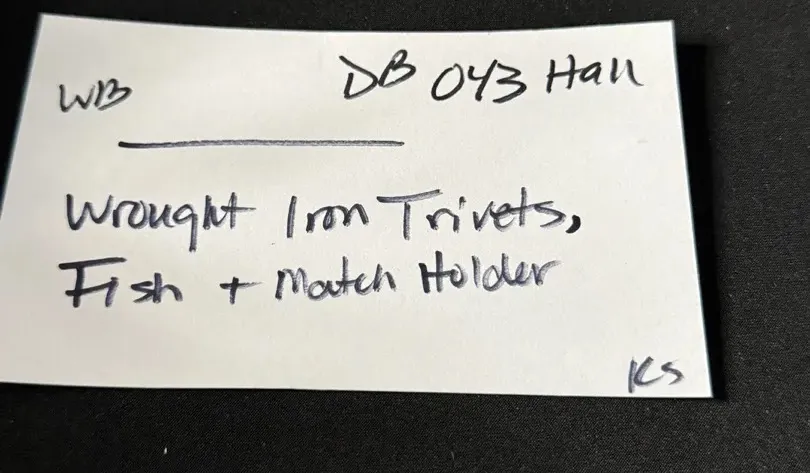 WB DB 043 Hall
Wrought Iron Trivets,
Fish + Match Holder
KS